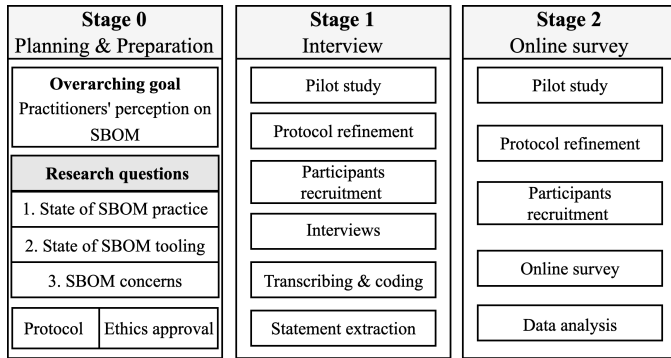 Stage 0
Planning & Preparation
Overarching goal
Practitioners' perception on
SBOM
Research questions
1. State of SBOM practice
2. State of SBOM tooling
3. SBOM concerns
Protocol
Ethics approval
Stage 1
Interview
Pilot study
Protocol refinement
Participants
recruitment
Interviews
Transcribing & coding
Statement extraction
Stage 2
Online survey
Pilot study
Protocol refinement
Participants
recruitment
Online survey
Data analysis